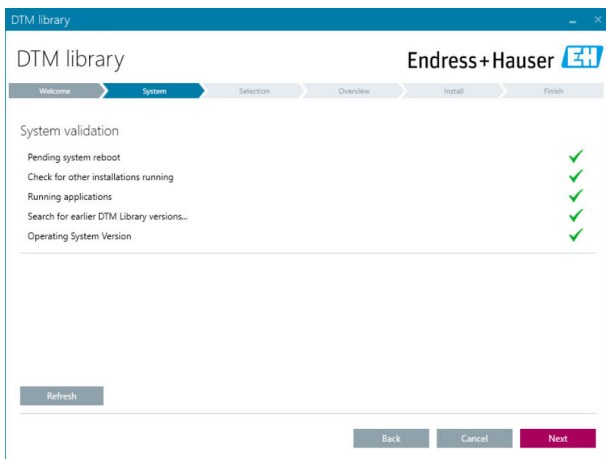 DTM library
DTM library
Endress+Hauser EH
Welcome System Selection Overview Install Finish
System validation
Pending system reboot
Check for other installations running
Running applications
Search for earlier DTM Library versions...
Operating System Version
Refresh
Back Cancel Next